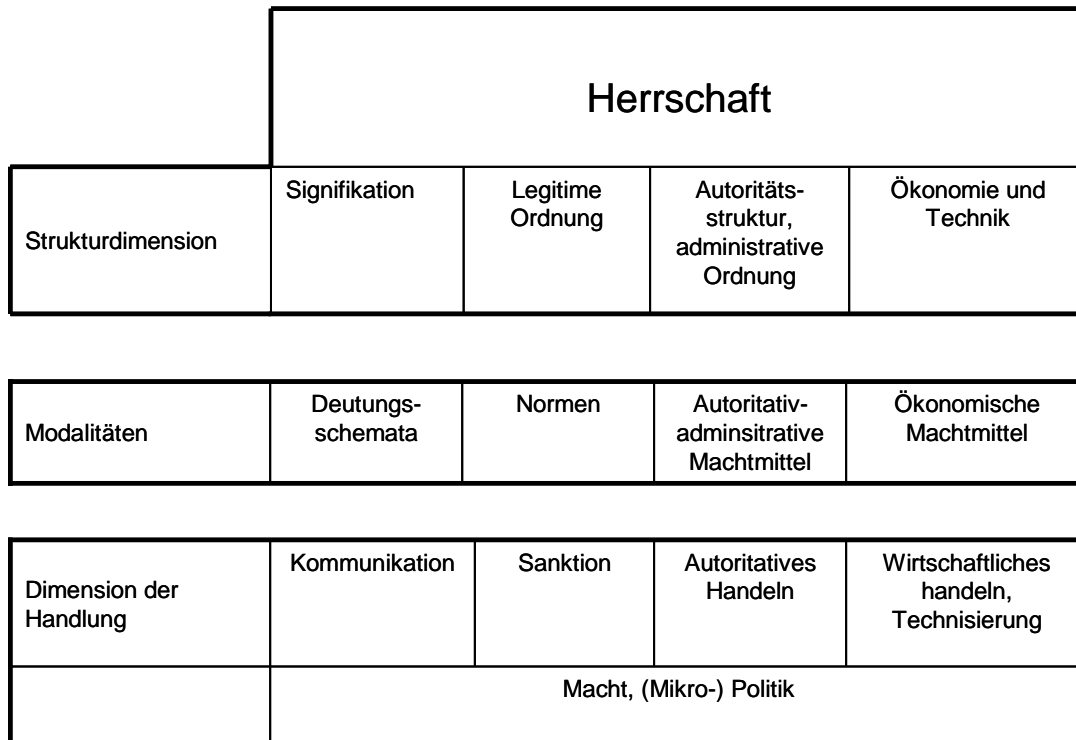 Herrschaft
Strukturdimension
Signifikation
Legitime
Ordnung
Autoritäts-
struktur,
administrative
Ordnung
Ökonomie und
Technik
Modalitäten
Deutungs-
schemata
Normen
Autoritativ-
adminsitrative
Machtmittel
Ökonomische
Machtmittel
Dimension der
Handlung
Kommunikation
Sanktion
Autoritatives
Handeln
Wirtschaftliches
handeln,
Technisierung
Macht, (Mikro-) Politik